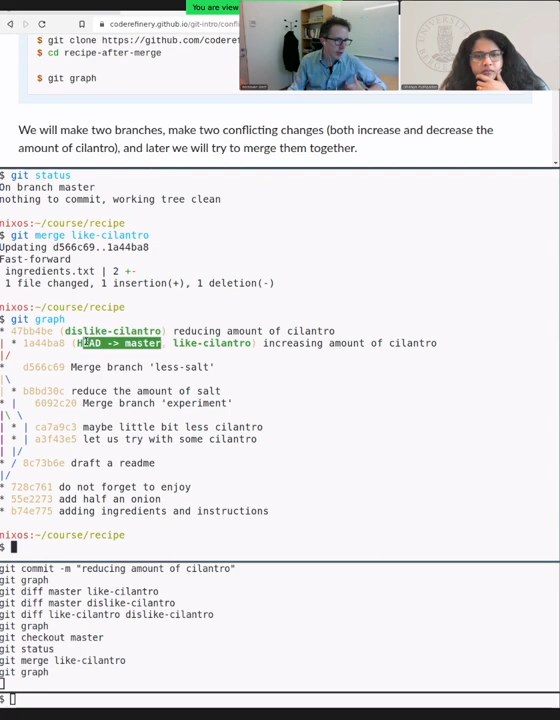 You are view
coderefinery.github.io/git-intro/confli
$ git clone https://github.com/coderef
$ cd recipe-after-merge
$ git graph
We will make two branches, make two conflicting changes (both increase and decrease the
amount of cilantro), and later we will try to merge them together.
$ git status
On branch master
nothing to commit, working tree clean
nixos:~/course/recipe
$ git merge like-cilantro
Updating d566c69..1a44ba8
Fast-forward
ingredients.txt | 2 +-
1 file changed, 1 insertion(+), 1 deletion(-)
nixos:~/course/recipe
$ git graph
* 47bb4be (dislike-cilantro) reducing amount of cilantro
| * 1a44ba8 (HEAD -> master, like-cilantro) increasing amount of cilantro
|/
*   d566c69 Merge branch 'less-salt'
|\
| * b8bd30c reduce the amount of salt
* |   6092c20 Merge branch 'experiment'
|\ \
| * | ca7a9c3 maybe little bit less cilantro
| * | a3f43e5 let us try with some cilantro
| |/
* / 8c73b6e draft a readme
|/
* 728c761 do not forget to enjoy
* 55e2273 add half an onion
* b74e775 adding ingredients and instructions
nixos:~/course/recipe
$
git commit -m "reducing amount of cilantro"
git graph
git diff master like-cilantro
git diff master dislike-cilantro
git diff like-cilantro dislike-cilantro
git graph
git checkout master
git status
git merge like-cilantro
git graph
$